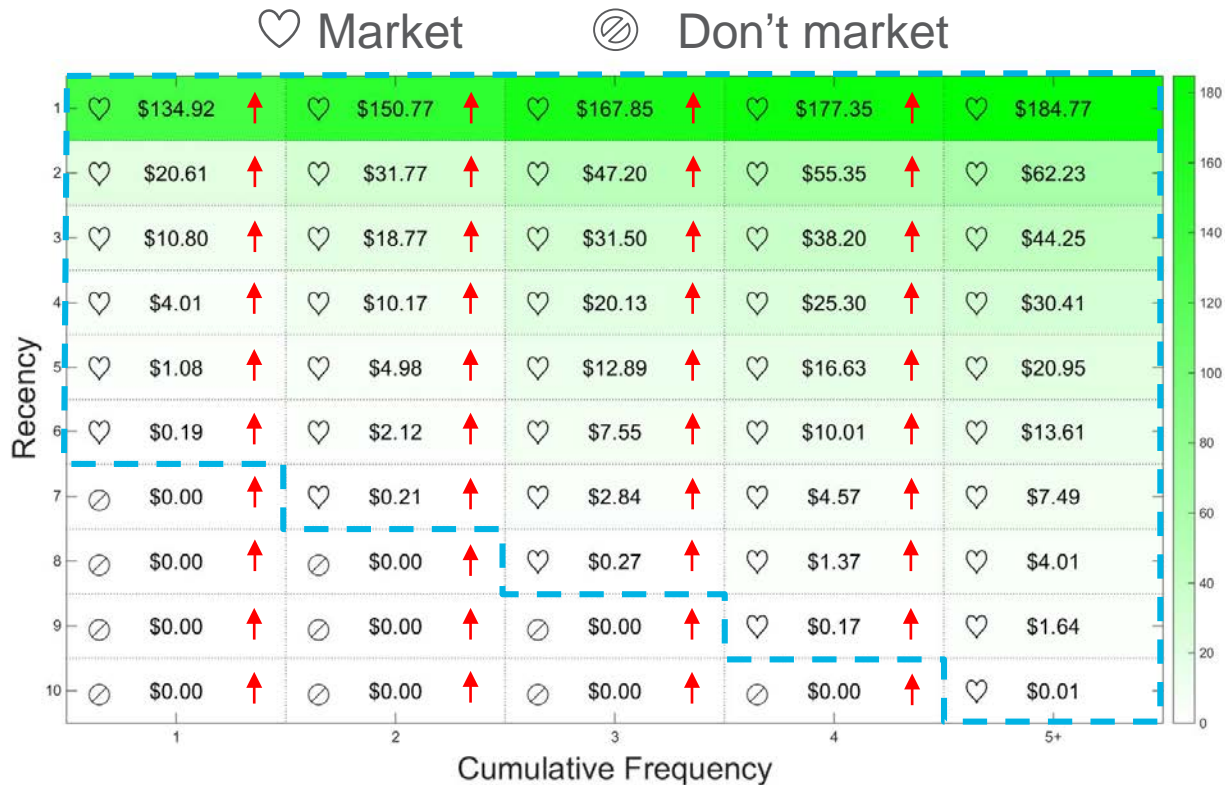 Market Don't market
1 $134.92 $150.77 $167.85 $177.35 $184.77
2 $20.61 $31.77 $47.20 $55.35 $62.23
3 $10.80 $18.77 $31.50 $38.20 $44.25
4 $4.01 $10.17 $20.13 $25.30 $30.41
5 $1.08 $4.98 $12.89 $16.63 $20.95
6 $0.19 $2.12 $7.55 $10.01 $13.61
7 $0.00 $0.21 $2.84 $4.57 $7.49
8 $0.00 $0.00 $0.27 $1.37 $4.01
9 $0.00 $0.00 $0.00 $0.17 $1.64
10 $0.00 $0.00 $0.00 $0.00 $0.01
Recency
1 2 3 4 5+
Cumulative Frequency
180
160
140
120
100
80
60
40
20
0